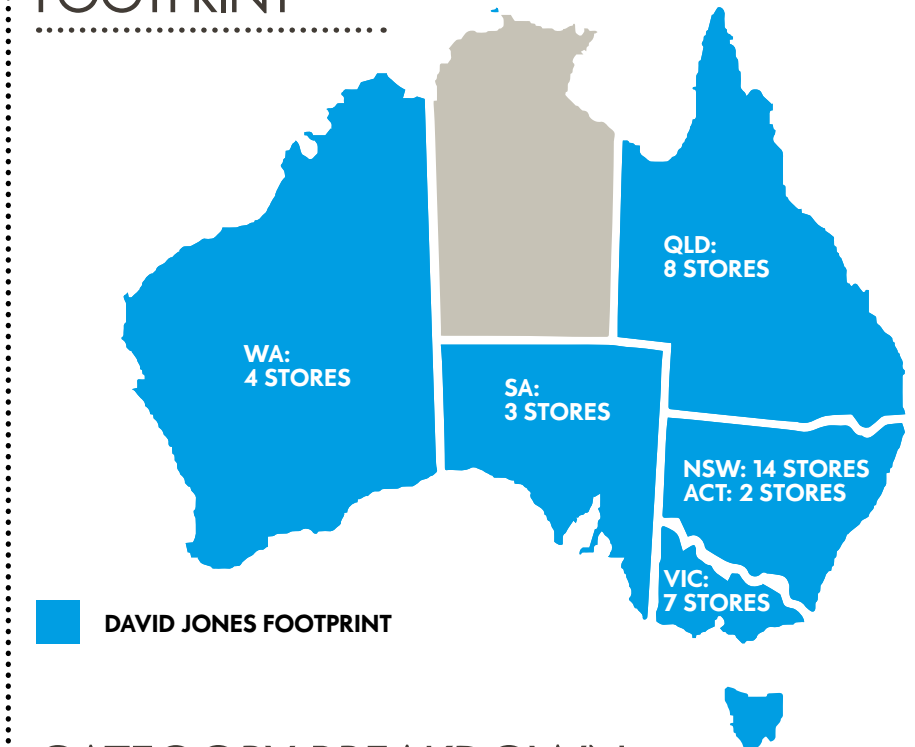 FOOTPRINT
QLD:
8 STORES
WA:
4 STORES
SA:
3 STORES
NSW: 14 STORES
ACT: 2 STORES
VIC:
7 STORES
DAVID JONES FOOTPRINT